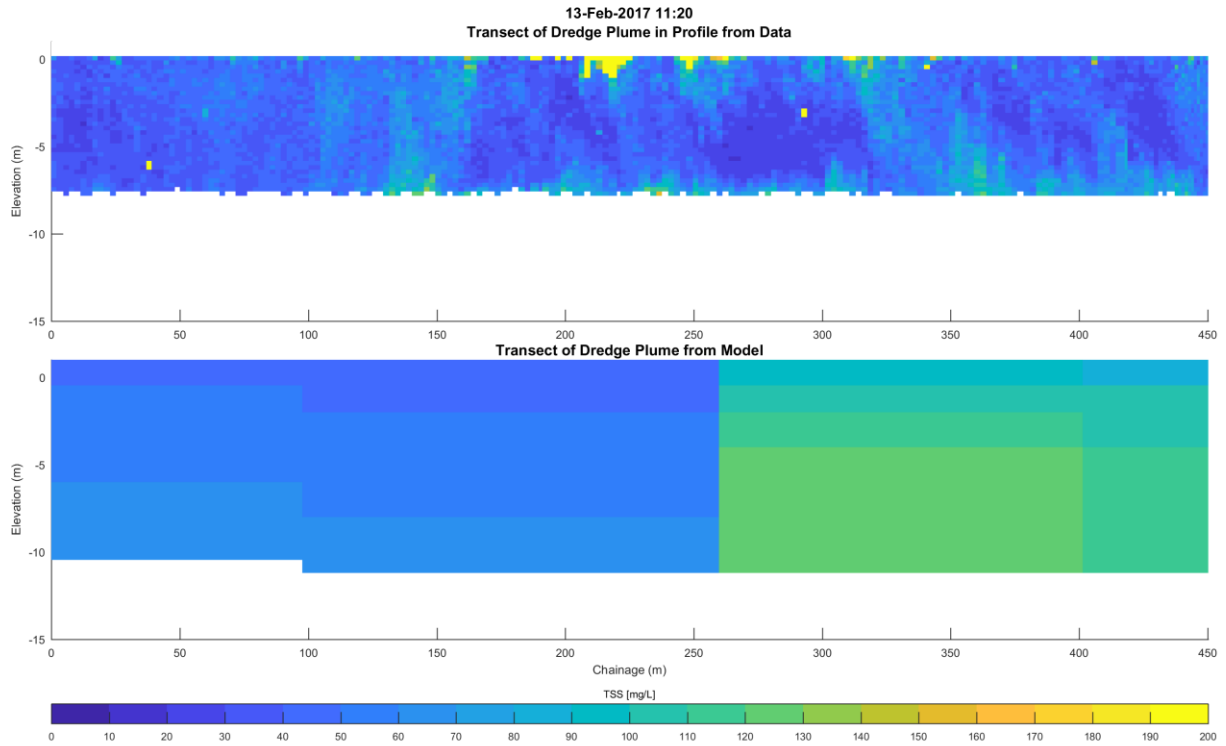 13-Feb-2017 11:20
Transect of Dredge Plume in Profile from Data
0
-5
-10
-15
Elevation (m)
0 50 100 150 200 250 300 350 400 450
Transect of Dredge Plume from Model
0
-5
-10
-15
Elevation (m)
0 50 100 150 200 250 300 350 400 450
Chainage (m)
TSS [mg/L]
0 10 20 30 40 50 60 70 80 90 100 110 120 130 140 150 160 170 180 190 200